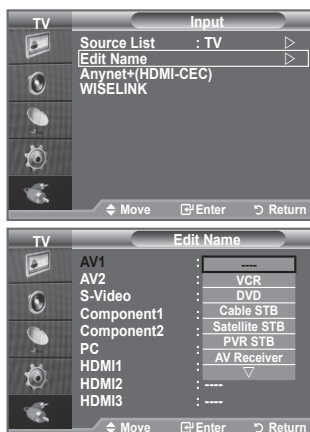 TV
Input
Source List : TV
Edit Name
Anynet+(HDMI-CEC)
WISELINK
Move Enter Return
TV
Edit Name
AV1 : ----
AV2 : VCR
S-Video : DVD
Component1 : Cable STB
Component2 : Satellite STB
PC : PVR STB
HDMI1 : AV Receiver
HDMI2 : ----
HDMI3 : ----
Move Enter Return